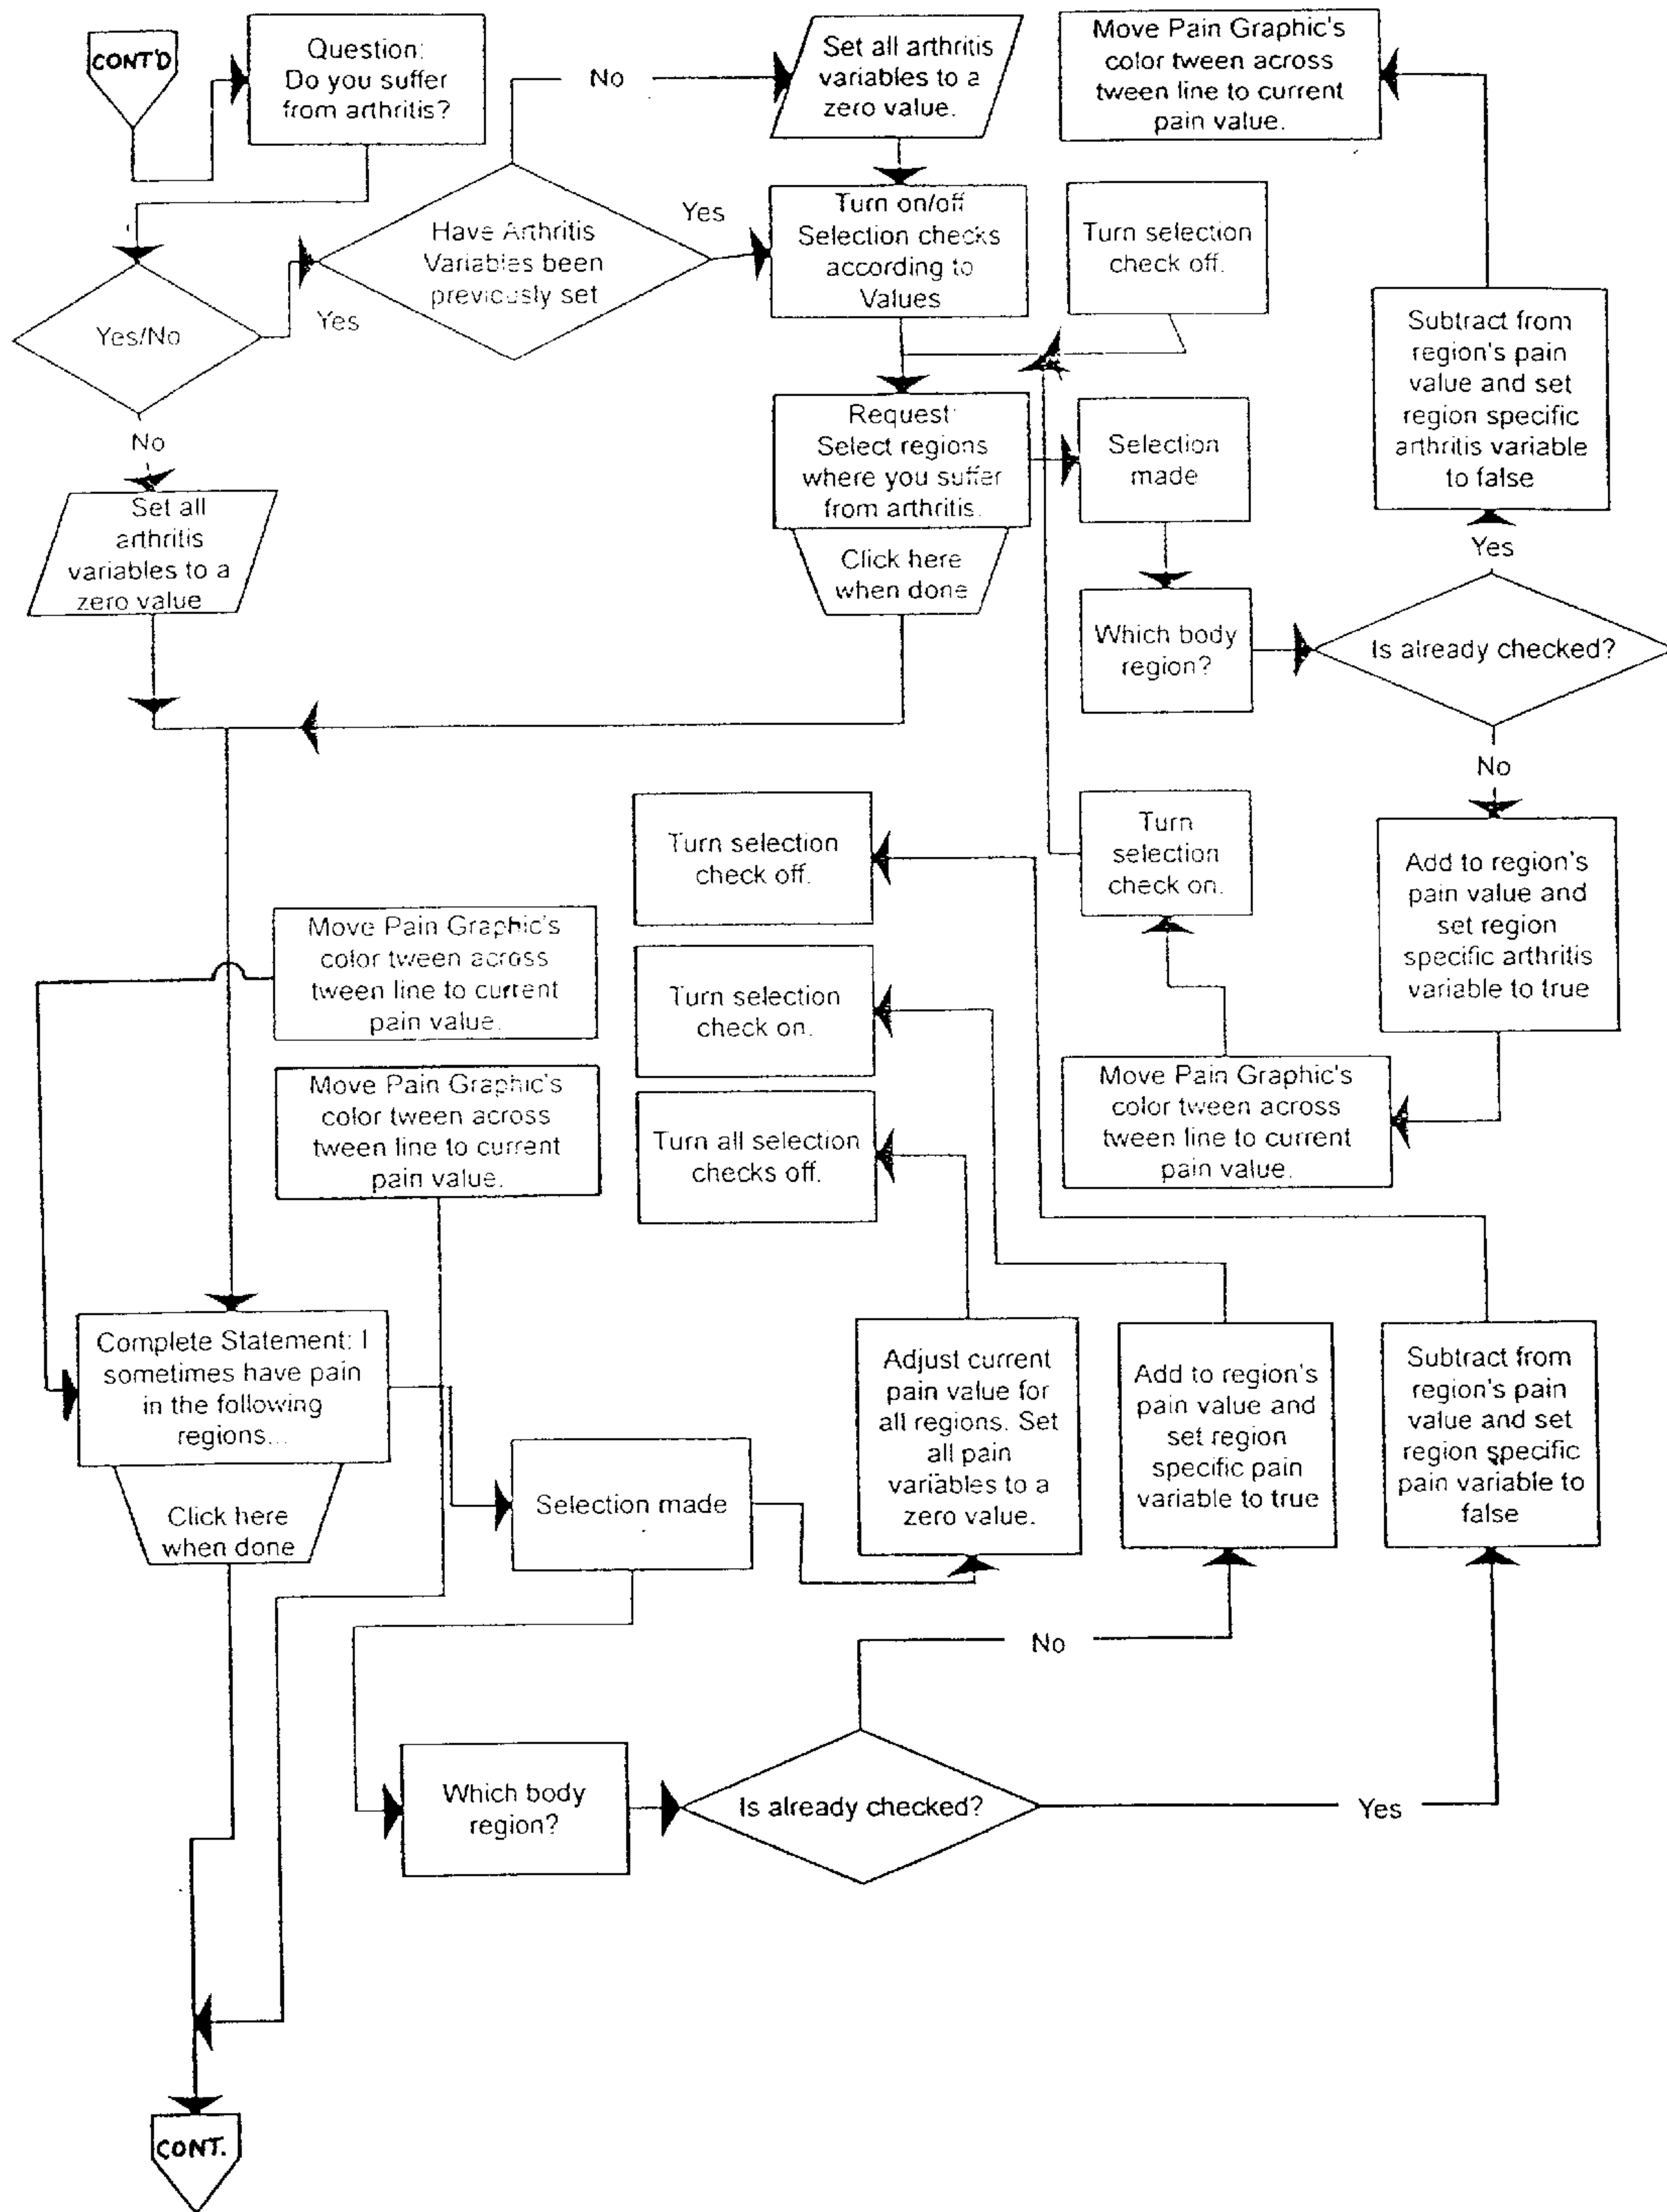 CONT'D
Question:
Do you suffer
from arthritis?
No
Set all arthritis
variables to a
zero value.
Move Pain Graphic's
color tween across
tween line to current
pain value.
Yes/No
Yes
Have Arthritis
Variables been
previously set
Yes
Turn on/off
Selection checks
according to
Values
Turn selection
check off.
Subtract from
region's pain
value and set
region specific
arthritis variable
to false
No
Set all
arthritis
variables to a
zero value
Request:
Select regions
where you suffer
from arthritis.
Click here
when done
Selection
made
Yes
Which body
region?
Is already checked?
No
Turn selection
check off.
Turn
selection
check on.
Add to region's
pain value and
set region
specific arthritis
variable to true
Move Pain Graphic's
color tween across
tween line to current
pain value.
Turn selection
check on.
Move Pain Graphic's
color tween across
tween line to current
pain value.
Turn all selection
checks off.
Move Pain Graphic's
color tween across
tween line to current
pain value.
Complete Statement: I
sometimes have pain
in the following
regions...
Click here
when done
Selection made
Adjust current
pain value for
all regions. Set
all pain
variables to a
zero value.
Add to region's
pain value and
set region
specific pain
variable to true
Subtract from
region's pain
value and set
region specific
pain variable to
false
No
Which body
region?
Is already checked?
Yes
CONT.